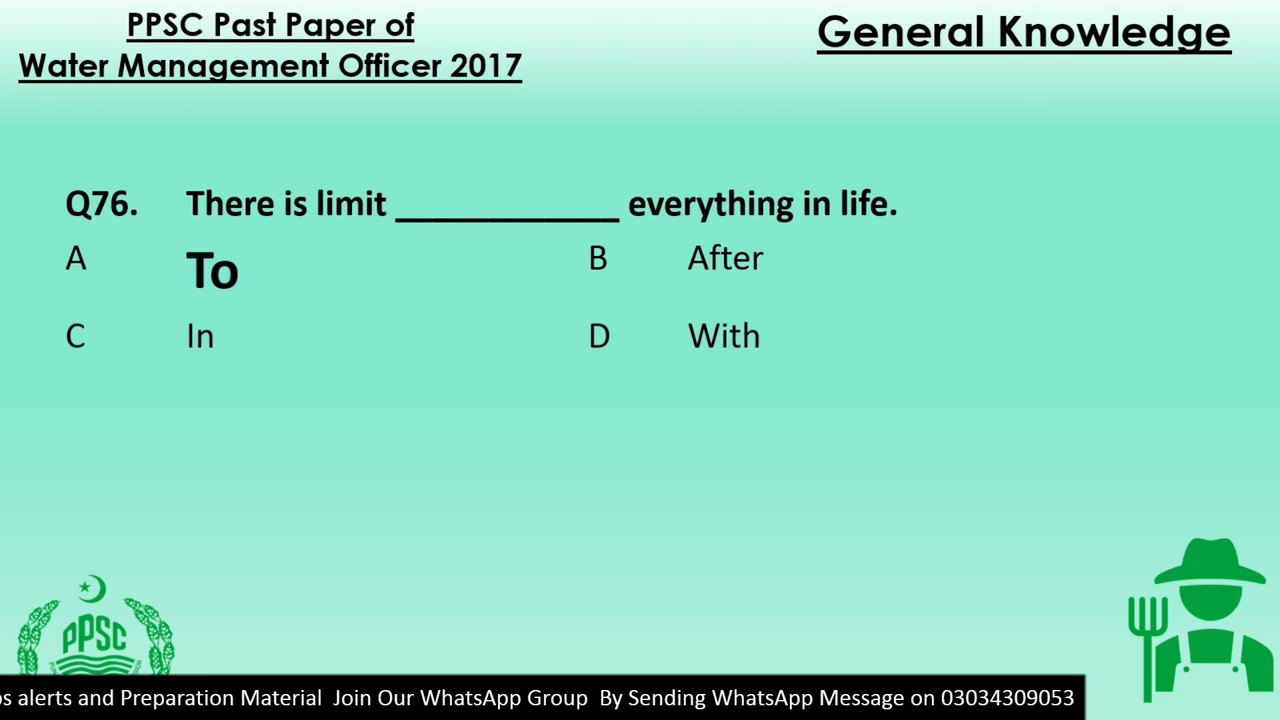 PPSC Past Paper of
Water Management Officer 2017
General Knowledge
Q76. There is limit ____________ everything in life.
A To B After
C In D With
PPSC
alerts and Preparation Material Join Our WhatsApp Group By Sending WhatsApp Message on 03034309053